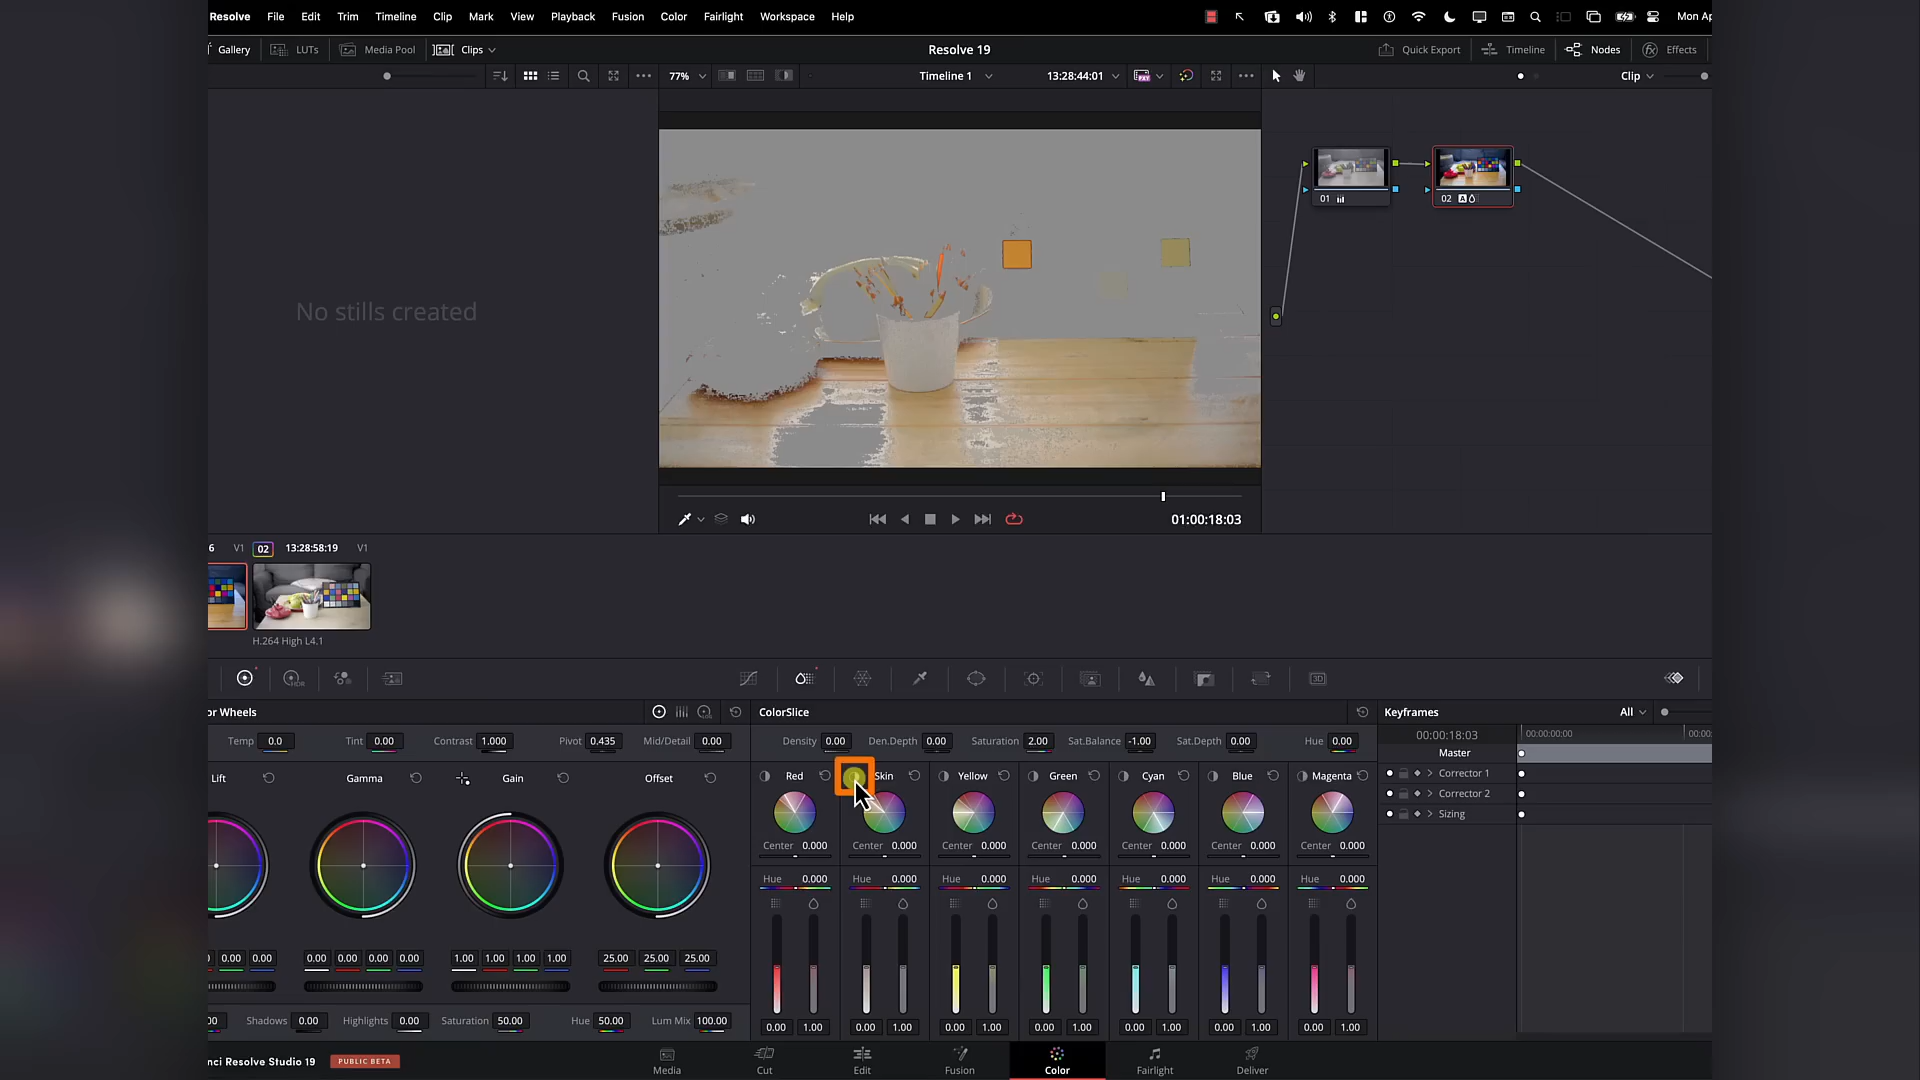 Resolve File Edit Trim Timeline Clip Mark View Playback Fusion Color Fairlight Workspace Help Mon Ap
Gallery LUTs Media Pool Clips Resolve 19 Quick Export Timeline Nodes Effects
77% Timeline 1 13:28:44:01 Clip
01 02
No stills created
01:00:18:03
6 V1 02 13:28:58:19 V1
H.264 High L4.1
HDR 3D
or Wheels ColorSlice Keyframes All
Temp 0.0 Tint 0.00 Contrast 1.000 Pivot 0.435 Mid/Detail 0.00 Density 0.00 Den.Depth 0.00 Saturation 2.00 Sat.Balance -1.00 Sat.Depth 0.00 Hue 0.00 00:00:18:03 00:00:00:00 00:00:
Master
Lift Gamma Gain Offset Red Skin Yellow Green Cyan Blue Magenta Corrector 1
Corrector 2
Sizing
Center 0.000 Center 0.000 Center 0.000 Center 0.000 Center 0.000 Center 0.000 Center 0.000
Hue 0.000 Hue 0.000 Hue 0.000 Hue 0.000 Hue 0.000 Hue 0.000 Hue 0.000
0.00 0.00 0.00 0.00 0.00 0.00 1.00 1.00 1.00 1.00 25.00 25.00 25.00
00 Shadows 0.00 Highlights 0.00 Saturation 50.00 Hue 50.00 Lum Mix 100.00 0.00 1.00 0.00 1.00 0.00 1.00 0.00 1.00 0.00 1.00 0.00 1.00 0.00 1.00
nci Resolve Studio 19 PUBLIC BETA Media Cut Edit Fusion Color Fairlight Deliver